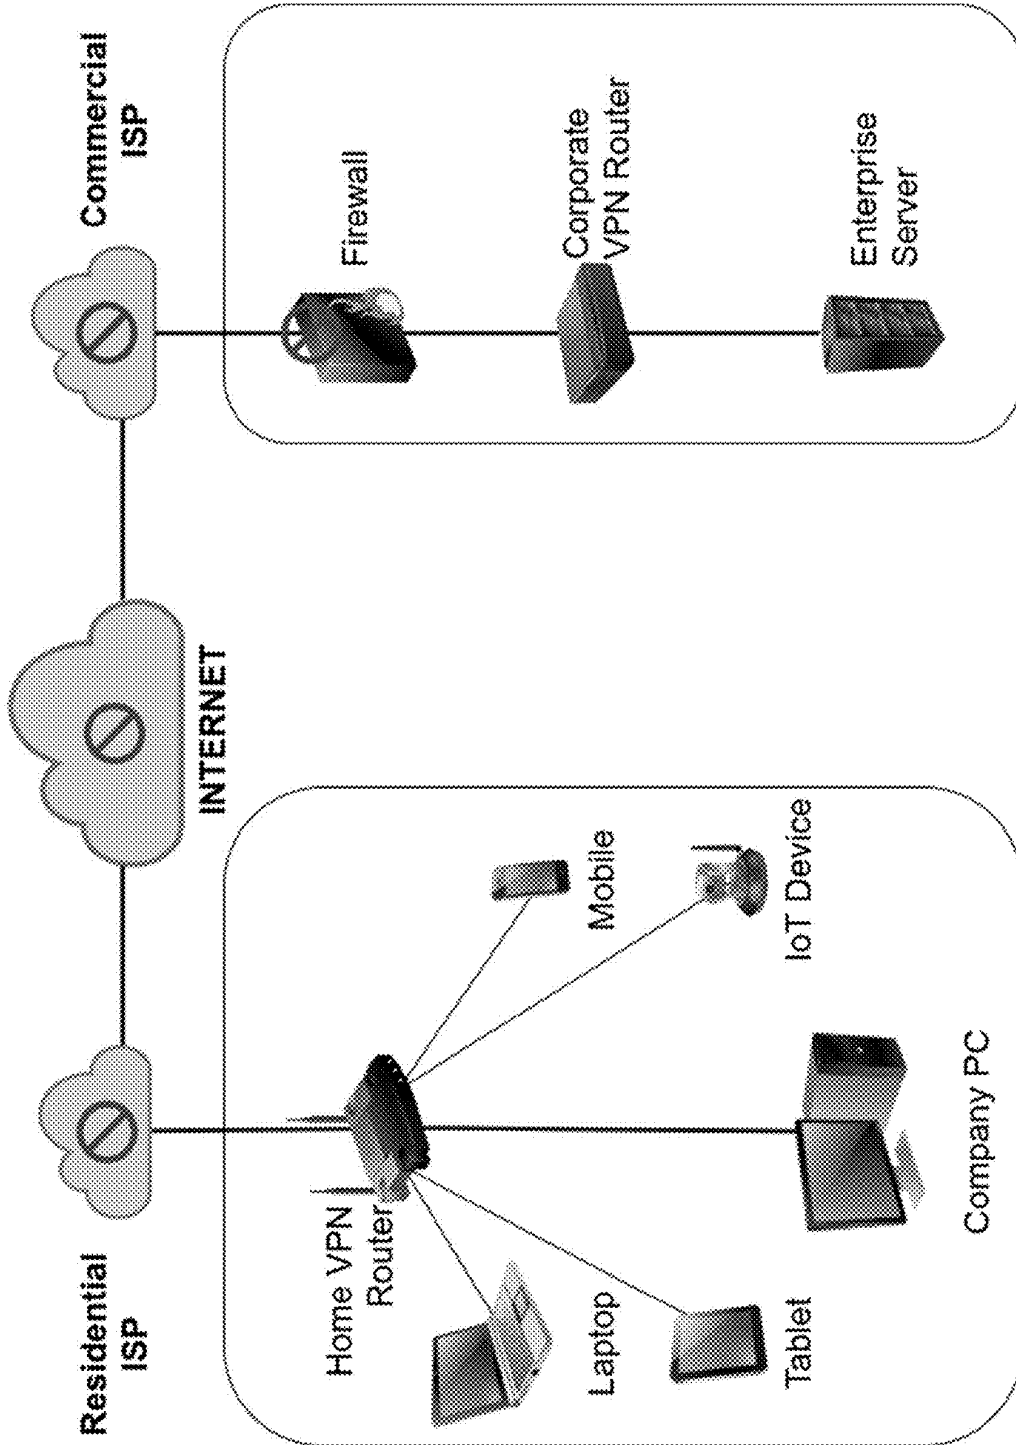 Residential
ISP
INTERNET
Commercial
ISP
Home VPN
Router
Laptop
Tablet
Company PC
Mobile
IoT Device
Firewall
Corporate
VPN Router
Enterprise
Server